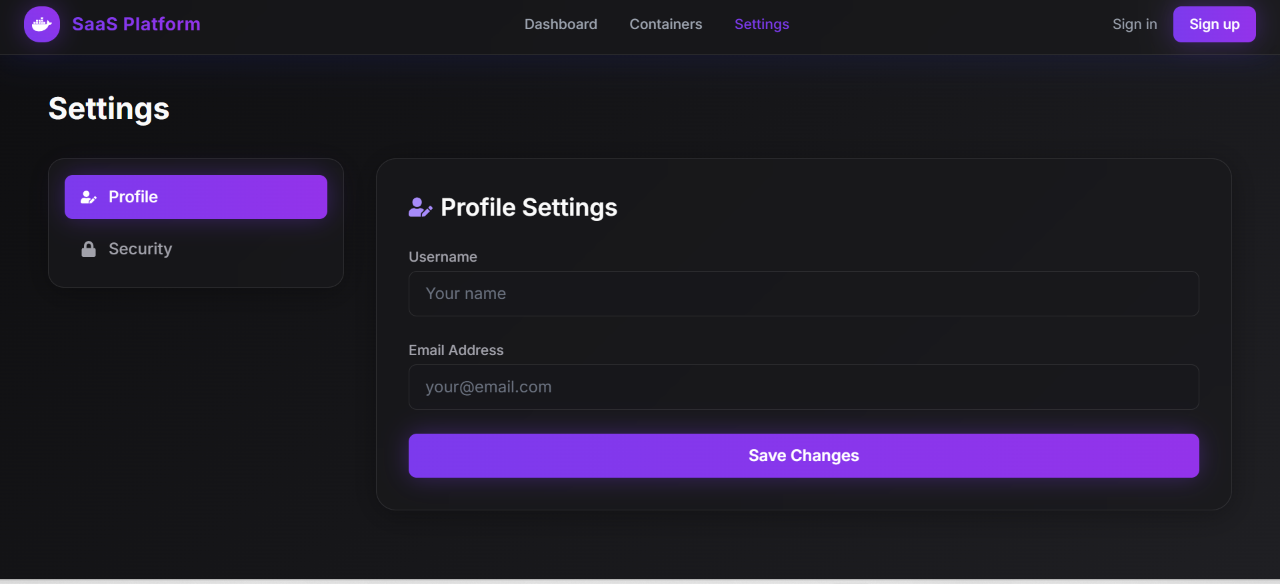 SaaS Platform
Dashboard
Containers
Settings
Sign in
Sign up
Settings
Profile
Security
Profile Settings
Username
Your name
Email Address
your@email.com
Save Changes